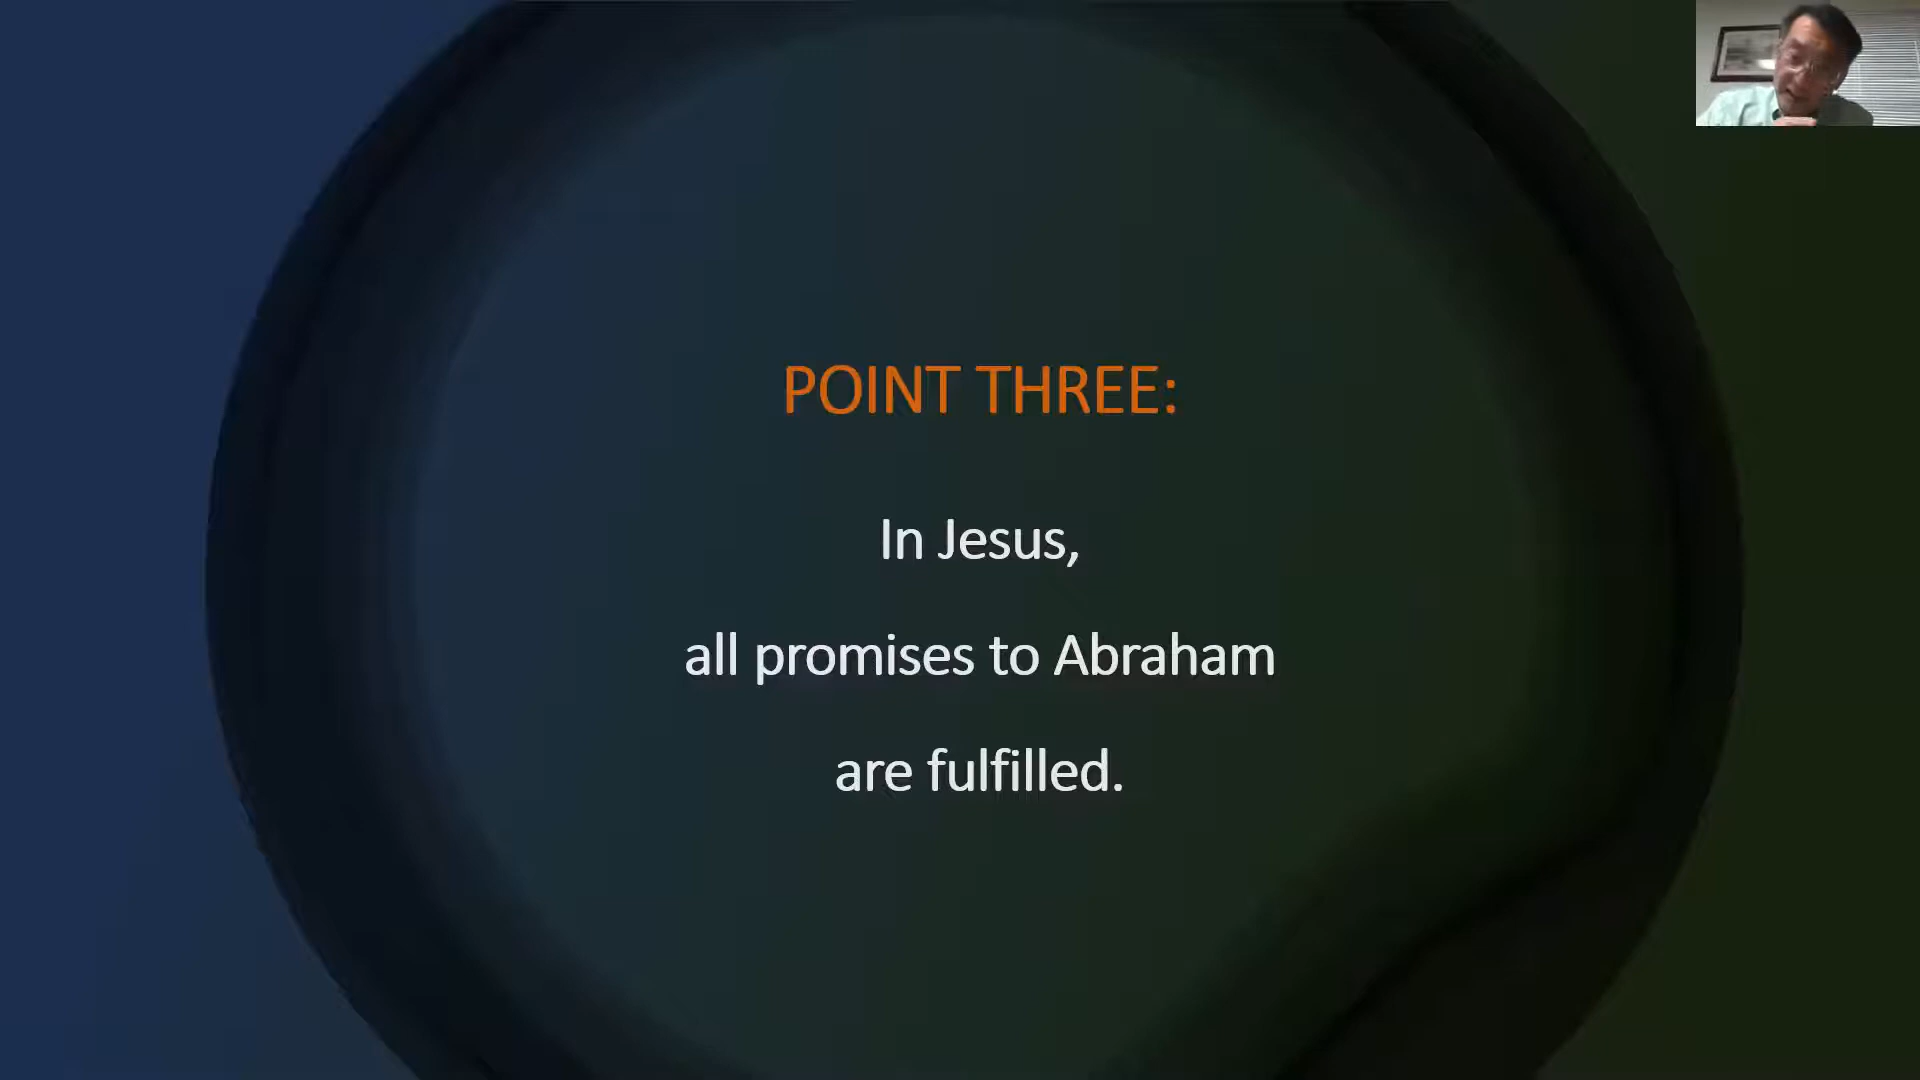 POINT THREE:
In Jesus,
all promises to Abraham
are fulfilled.